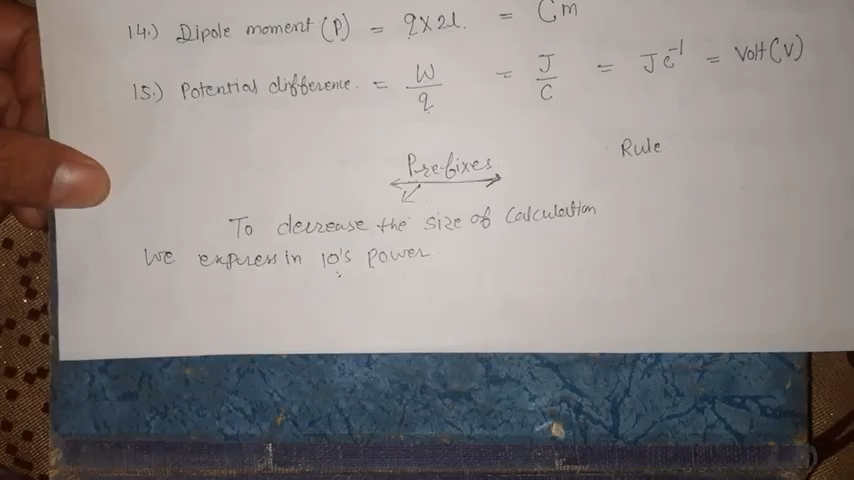 14.) Dipole moment (P) = q×2l. = Cm
15.) Potential difference. = W/q = J/C = JC⁻¹ = Volt(V)
Prefixes
Rule
To decrease the size of Calculation
We express in 10's power.